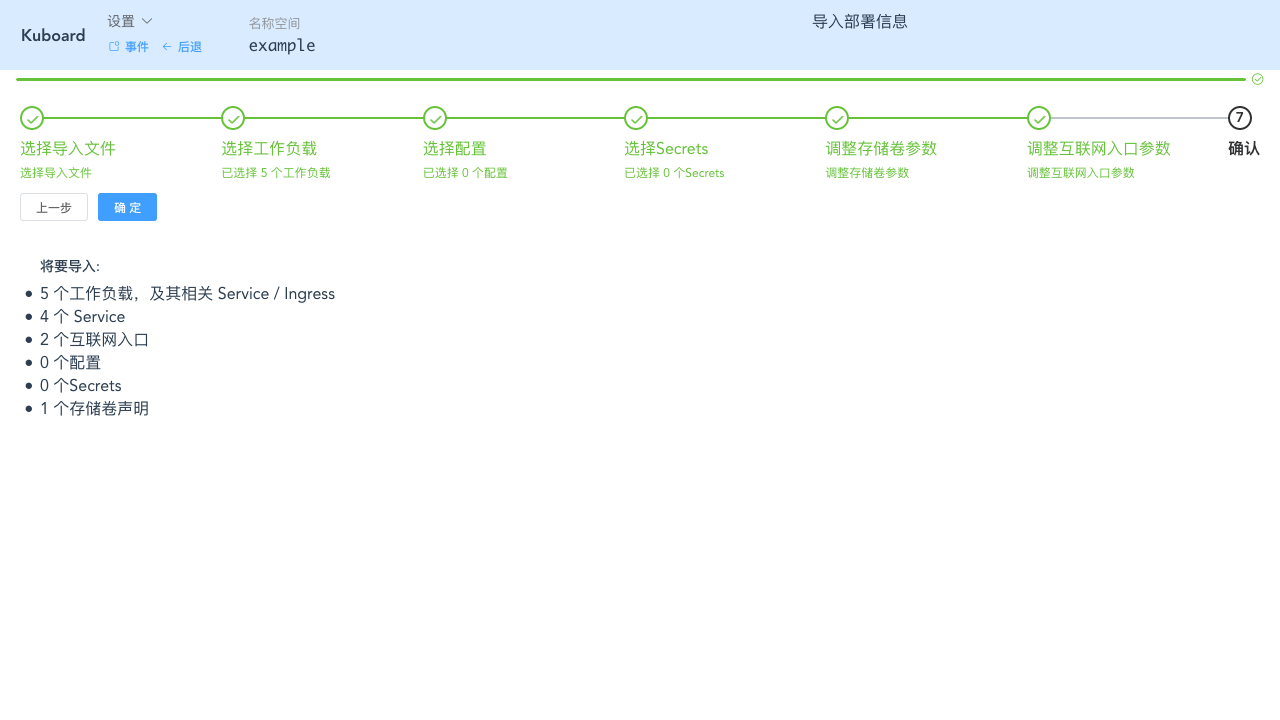 Kuboard
设置
事件 后退
名称空间
example
导入部署信息
7
选择导入文件 选择工作负载 选择配置 选择Secrets 调整存储卷参数 调整互联网入口参数 确认
选择导入文件 已选择 5 个工作负载 已选择 0 个配置 已选择 0 个Secrets 调整存储卷参数 调整互联网入口参数
上一步 确 定
将要导入:
5 个工作负载，及其相关 Service / Ingress
4 个 Service
2 个互联网入口
0 个配置
0 个Secrets
1 个存储卷声明